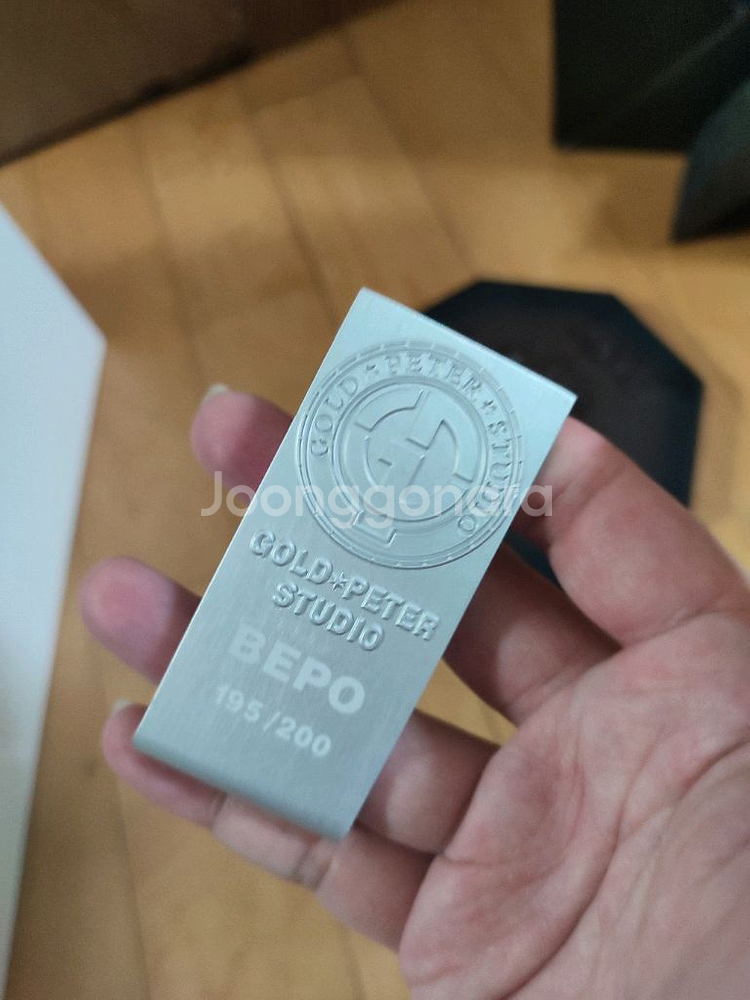 GOLD★PETER★STUDIO
Joonggonara
GOLD★PETER
STUDIO
BEPO
195/200